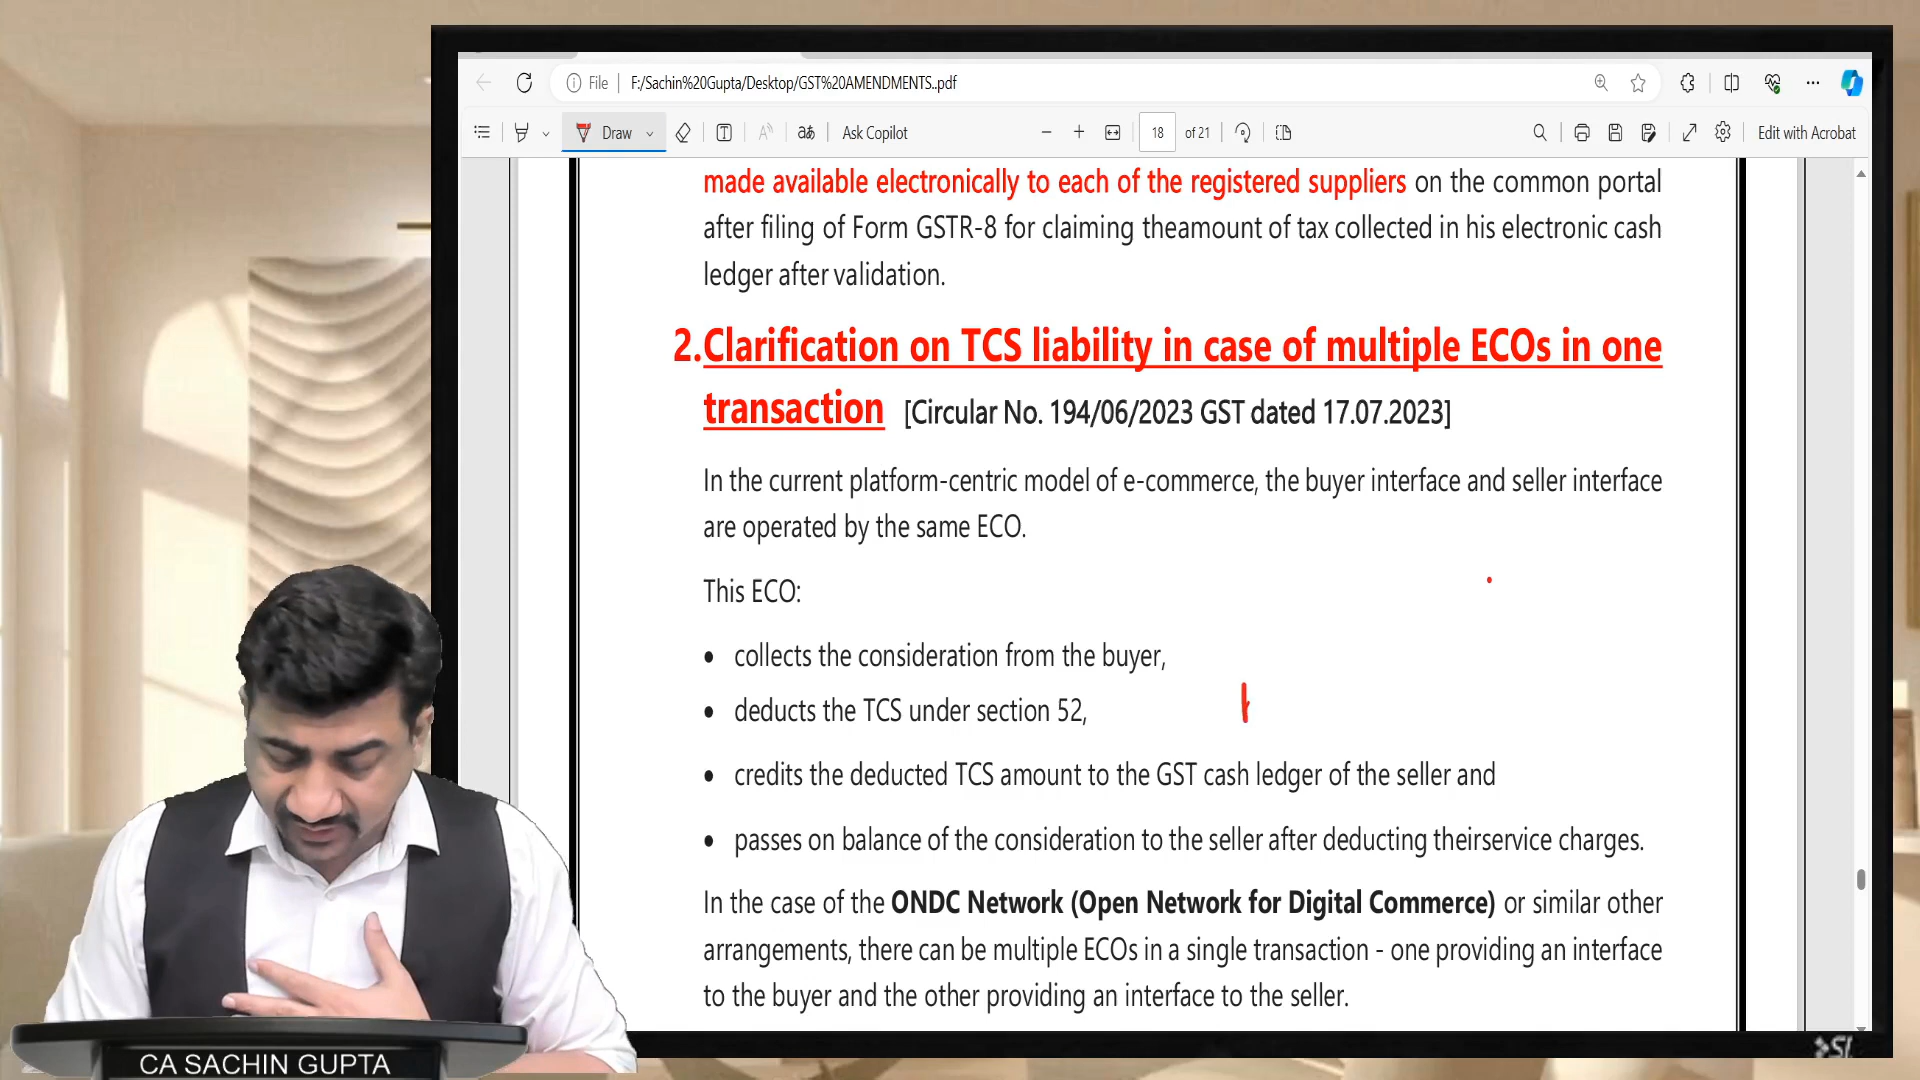 File
F:/Sachin%20Gupta/Desktop/GST%20AMENDMENTS..pdf
Draw
Ask Copilot
18 of 21
Edit with Acrobat
made available electronically to each of the registered suppliers on the common portal
after filing of Form GSTR-8 for claiming theamount of tax collected in his electronic cash
ledger after validation.
2.Clarification on TCS liability in case of multiple ECOs in one
transaction [Circular No. 194/06/2023 GST dated 17.07.2023]
In the current platform-centric model of e-commerce, the buyer interface and seller interface
are operated by the same ECO.
This ECO:
• collects the consideration from the buyer,
• deducts the TCS under section 52,
• credits the deducted TCS amount to the GST cash ledger of the seller and
• passes on balance of the consideration to the seller after deducting theirservice charges.
In the case of the ONDC Network (Open Network for Digital Commerce) or similar other
arrangements, there can be multiple ECOs in a single transaction - one providing an interface
to the buyer and the other providing an interface to the seller.
CA SACHIN GUPTA